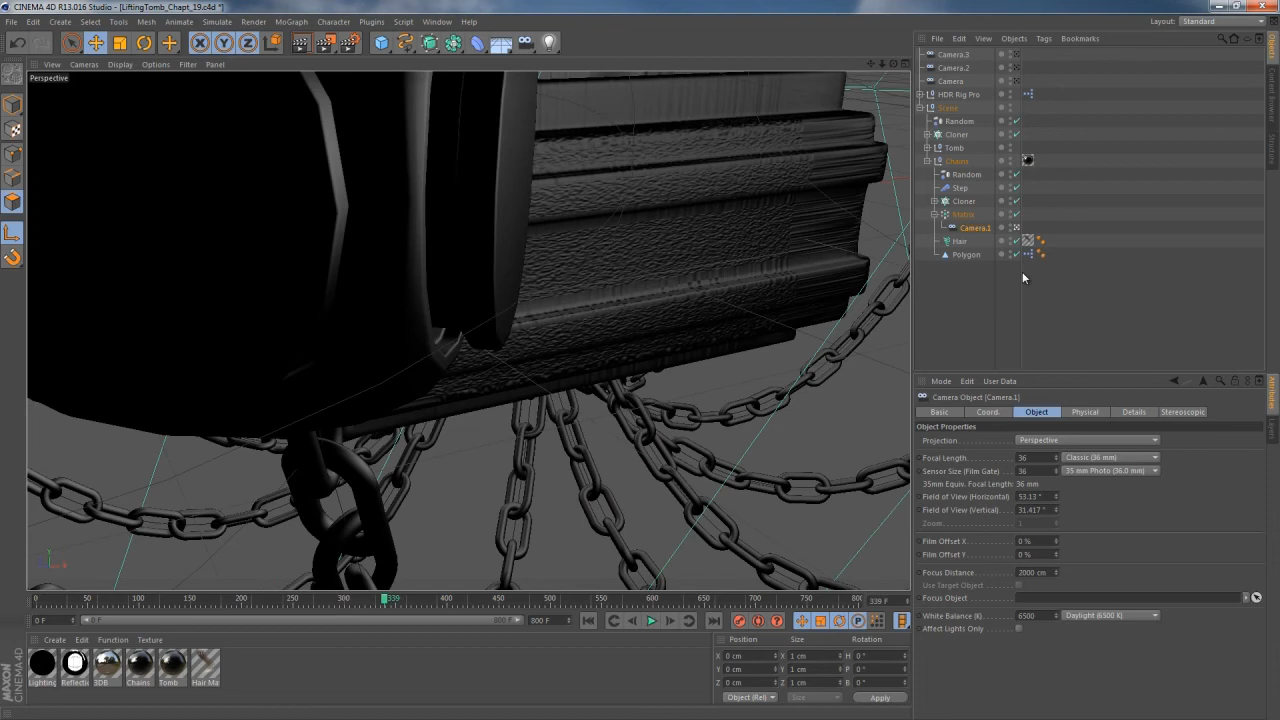 CINEMA 4D R13.016 Studio - [LiftingTomb_Chapt_19.c4d *]
File Edit Create Select Tools Mesh Animate Simulate Render MoGraph Character Plugins Script Window Help
Layout: Standard
View Cameras Display Options Filter Panel
File Edit View Objects Tags Bookmarks
Perspective
Camera.3
Camera.2
Camera
HDR Rig Pro
Scene
Random
Cloner
Tomb
Chains
Random
Step
Cloner
Matrix
Camera.1
Hair
Polygon
Objects
Content Browser
Structure
Mode Edit User Data
Camera Object [Camera.1]
Basic Coord. Object Physical Details Stereoscopic
Object Properties
Projection Perspective
Focal Length 36 Classic (36 mm)
Sensor Size (Film Gate) 36 35 mm Photo (36.0 mm)
35mm Equiv. Focal Length: 36 mm
Field of View (Horizontal) 53.13 °
Field of View (Vertical) 31.417 °
Zoom 1
Film Offset X 0 %
Film Offset Y 0 %
Focus Distance 2000 cm
Use Target Object
Focus Object
White Balance (K) 6500 Daylight (6500 K)
Affect Lights Only
Attributes
Layers
0 50 100 150 200 250 300 339 400 450 500 550 600 650 700 750 800 339 F
0 F 0 F 800 F 800 F
Create Edit Function Texture
Lighting Reflectic 3DB Chains Tomb Hair Ma
Position Size Rotation
X 0 cm X 1 cm H 0 °
Y 0 cm Y 1 cm P 0 °
Z 0 cm Z 1 cm B 0 °
Object (Rel) Size Apply
MAXON
CINEMA 4D